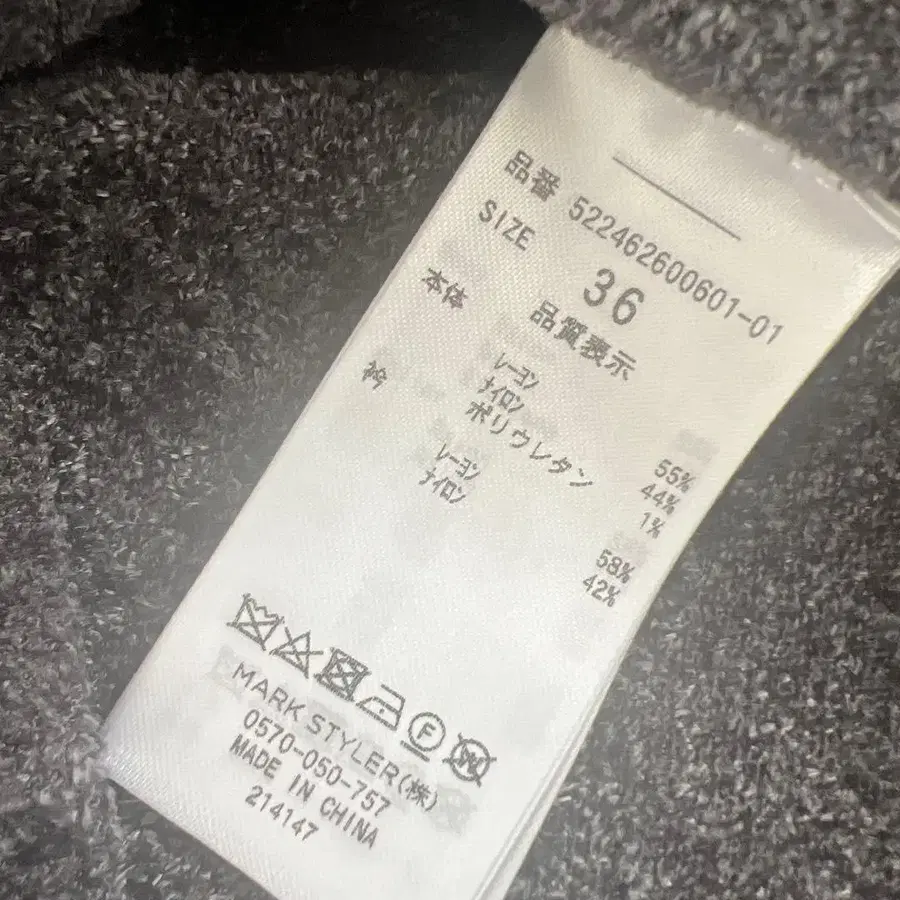 品番 522462600601-01
SIZE 36
品質表示
本体 レーヨン 55%
ナイロン 44%
ポリウレタン 1%
衿 レーヨン 58%
ナイロン 42%
MARK STYLER(株)
0570-050-757
MADE IN CHINA
214147